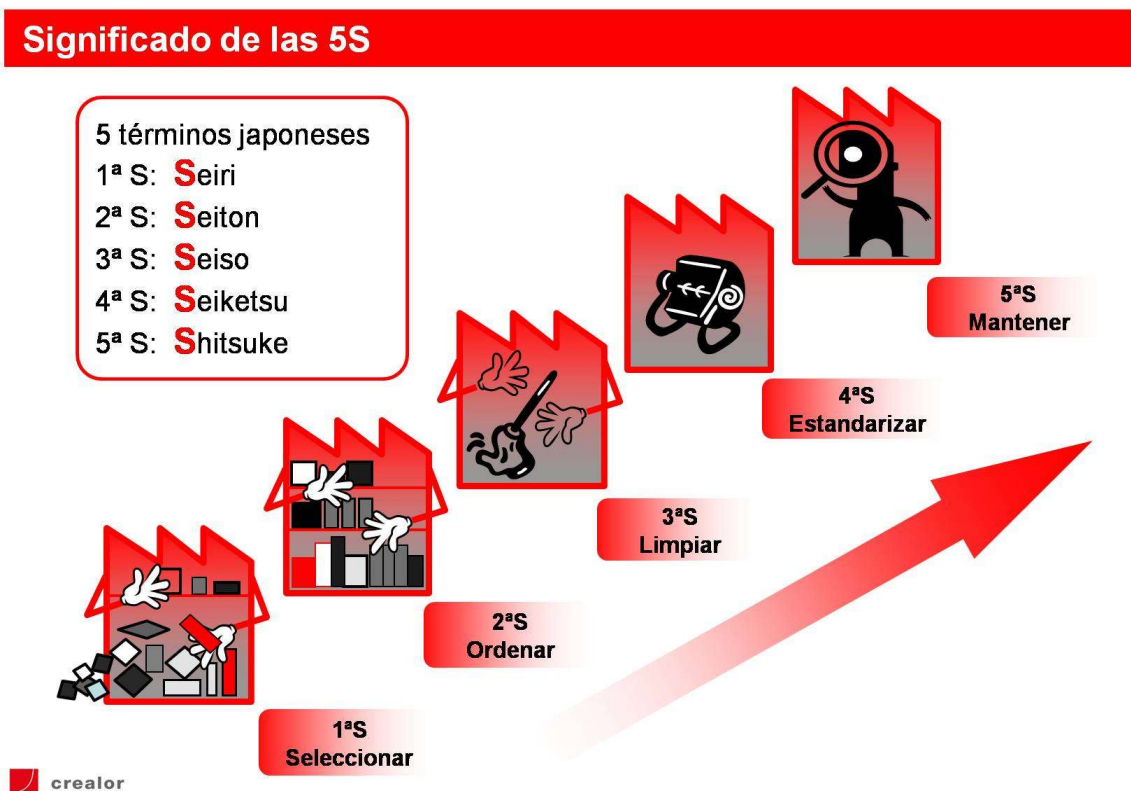 Significado de las 5S
5 términos japoneses
1ª S: Seiri
2ª S: Seiton
3ª S: Seiso
4ª S: Seiketsu
5ª S: Shitsuke
5ªS
Mantener
4ªS
Estandarizar
3ªS
Limpiar
2ªS
Ordenar
1ªS
Seleccionar
crealor